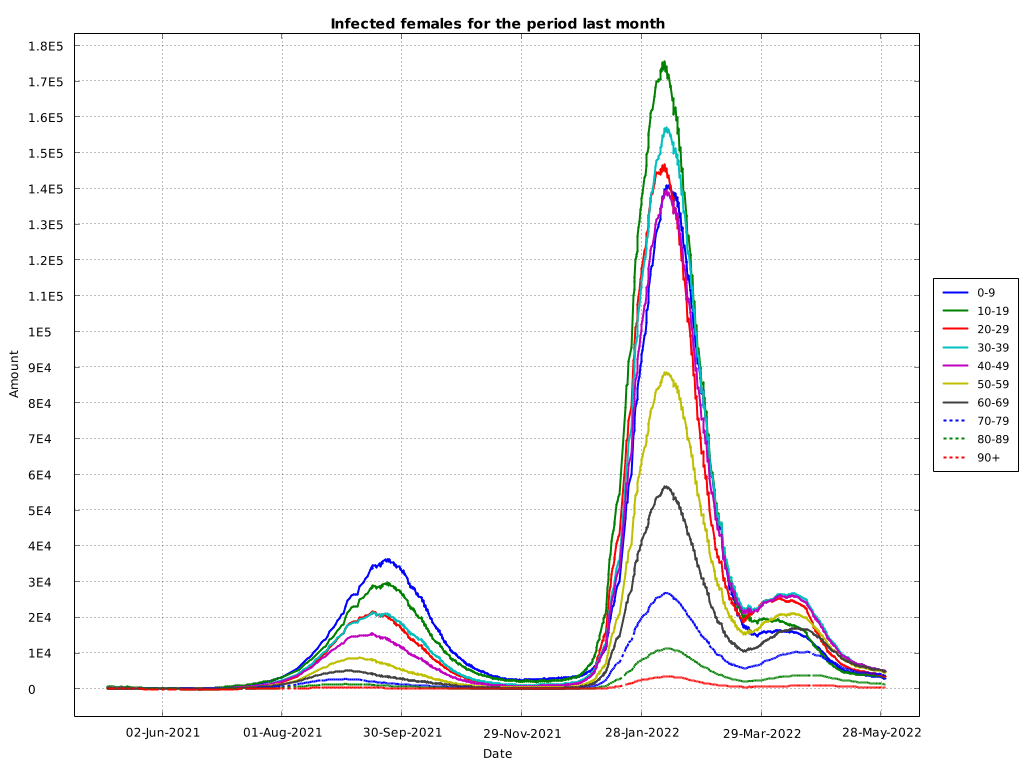 Infected females for the period last month
1.8E5
1.7E5
1.6E5
1.5E5
1.4E5
1.3E5
1.2E5
1.1E5
1E5
9E4
8E4
7E4
6E4
5E4
4E4
3E4
2E4
1E4
0
Amount
02-Jun-2021 01-Aug-2021 30-Sep-2021 29-Nov-2021 28-Jan-2022 29-Mar-2022 28-May-2022
Date
0-9
10-19
20-29
30-39
40-49
50-59
60-69
70-79
80-89
90+